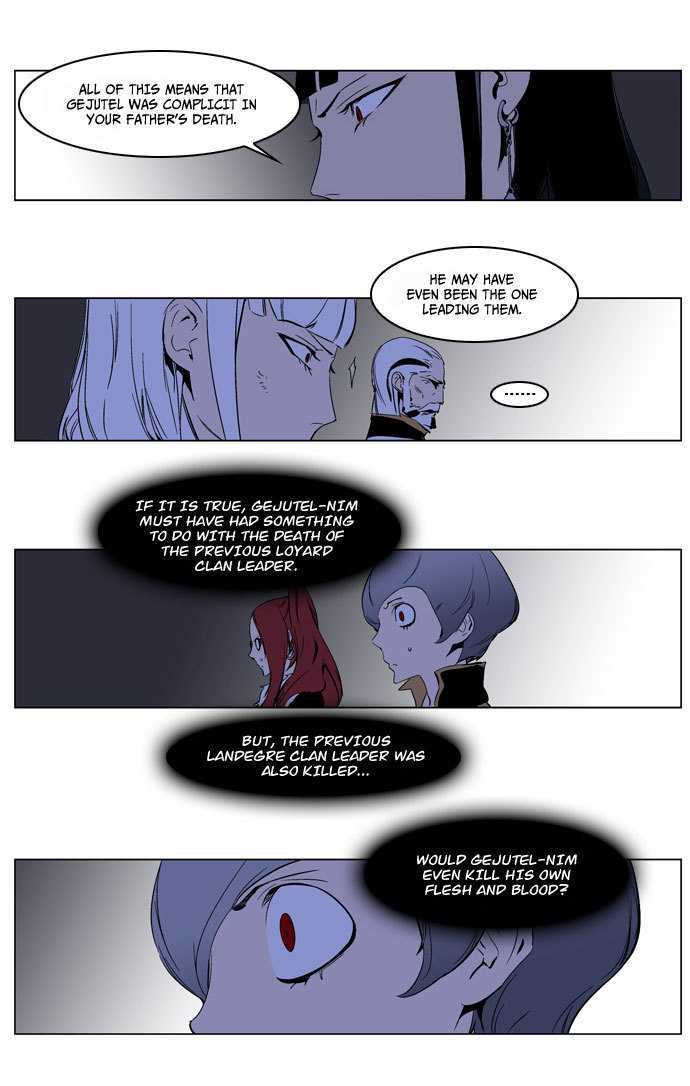 ALL OF THIS MEANS THAT
GEJUTEL WAS COMPLICIT IN
YOUR FATHER'S DEATH.
HE MAY HAVE
EVEN BEEN THE ONE
LEADING THEM.
......
IF IT IS TRUE, GEJUTEL-NIM
MUST HAVE HAD SOMETHING
TO DO WITH THE DEATH OF
THE PREVIOUS LOYARD
CLAN LEADER.
BUT, THE PREVIOUS
LANDEGRE CLAN LEADER WAS
ALSO KILLED...
WOULD GEJUTEL-NIM
EVEN KILL HIS OWN
FLESH AND BLOOD?